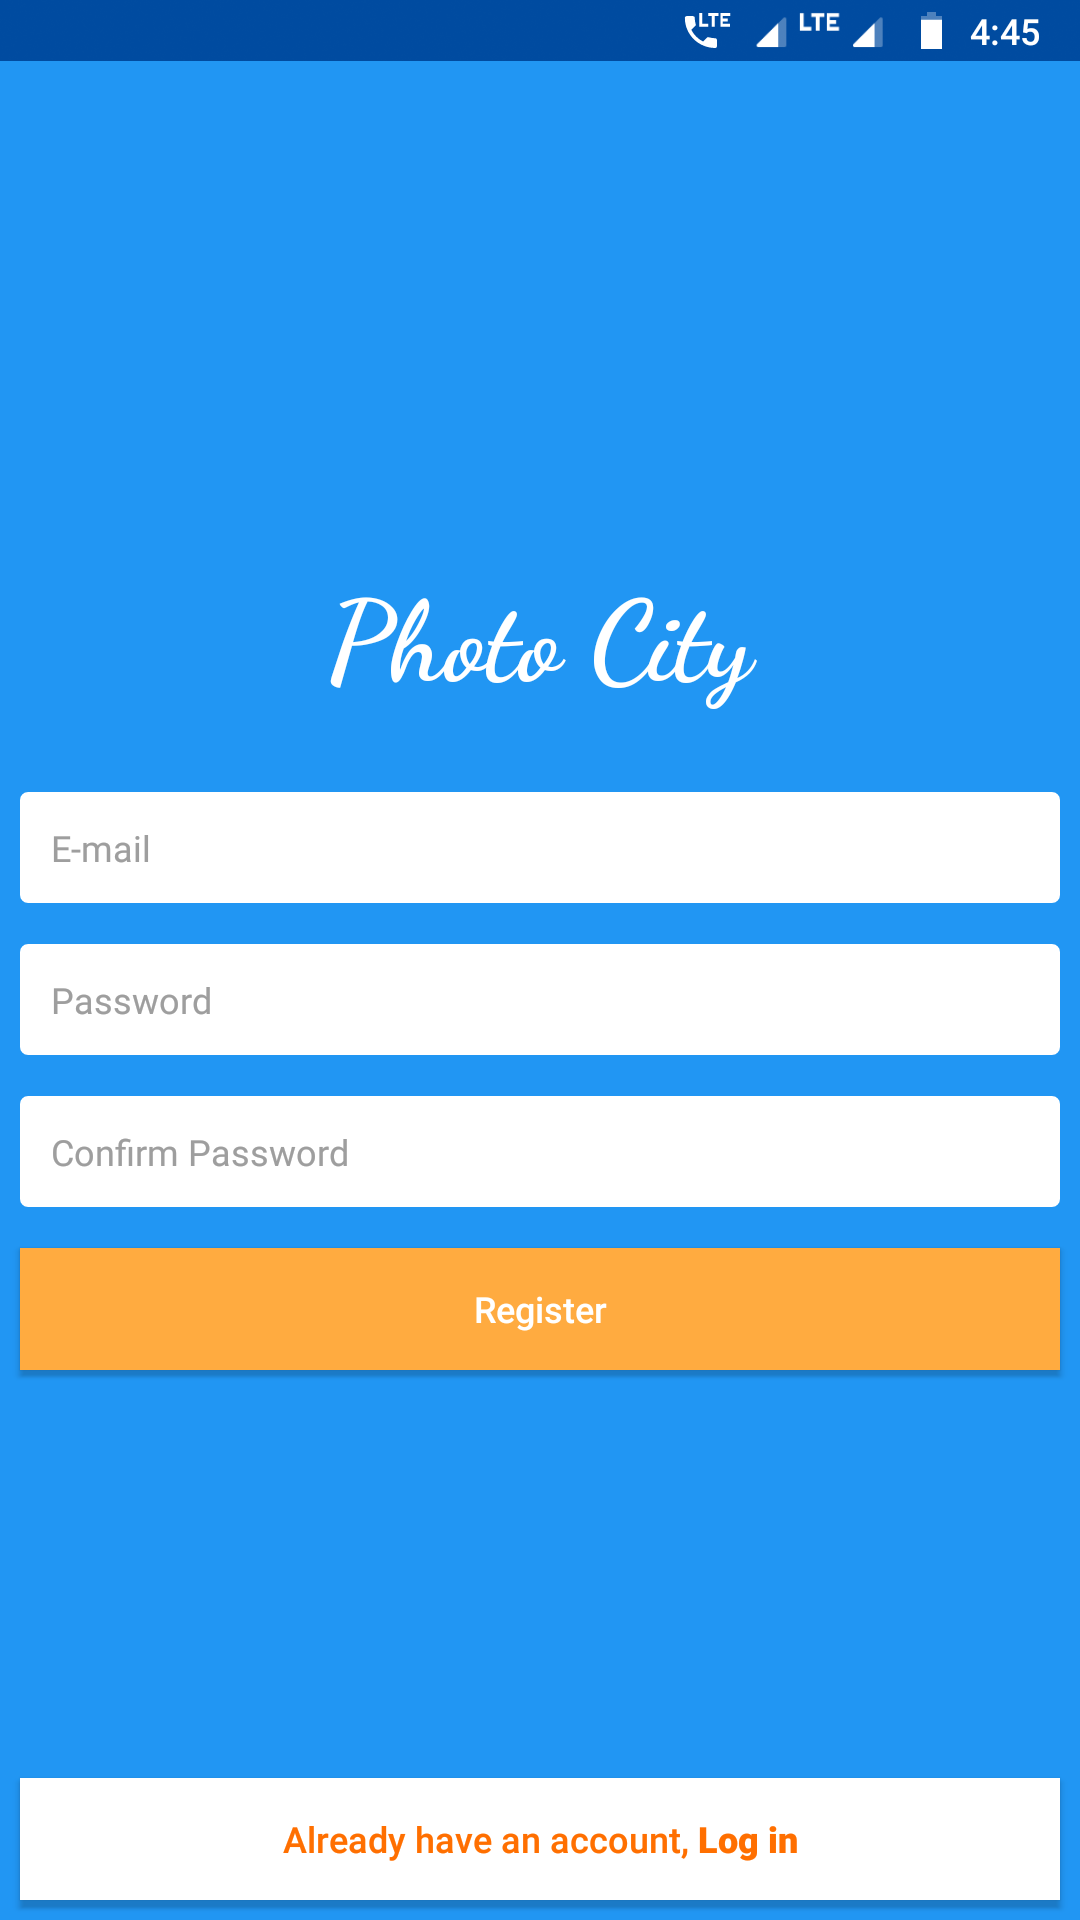 LTE LTE 4:45
Photo City
E-mail
Password
Confirm Password
Register
Already have an account, Log in